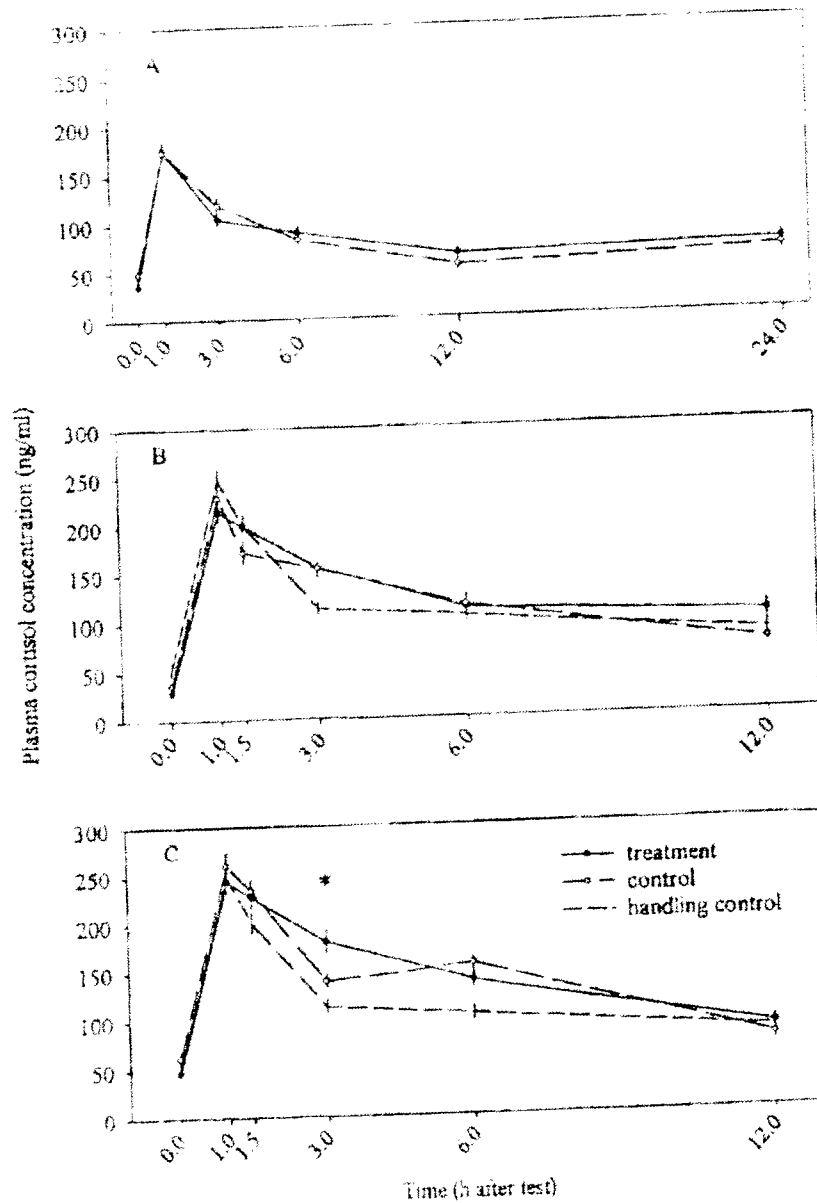 300
A
250
200
150
100
50
0
0.0 1.0 3.0 6.0 12.0 24.0
Plasma cortisol concentration (ng/ml)
300
B
250
200
150
100
50
0
0.0 1.0 1.5 3.0 6.0 12.0
300
C
treatment
250
*
control
200
handling control
150
100
50
0
0.0 1.0 1.5 3.0 6.0 12.0
Time (h after test)